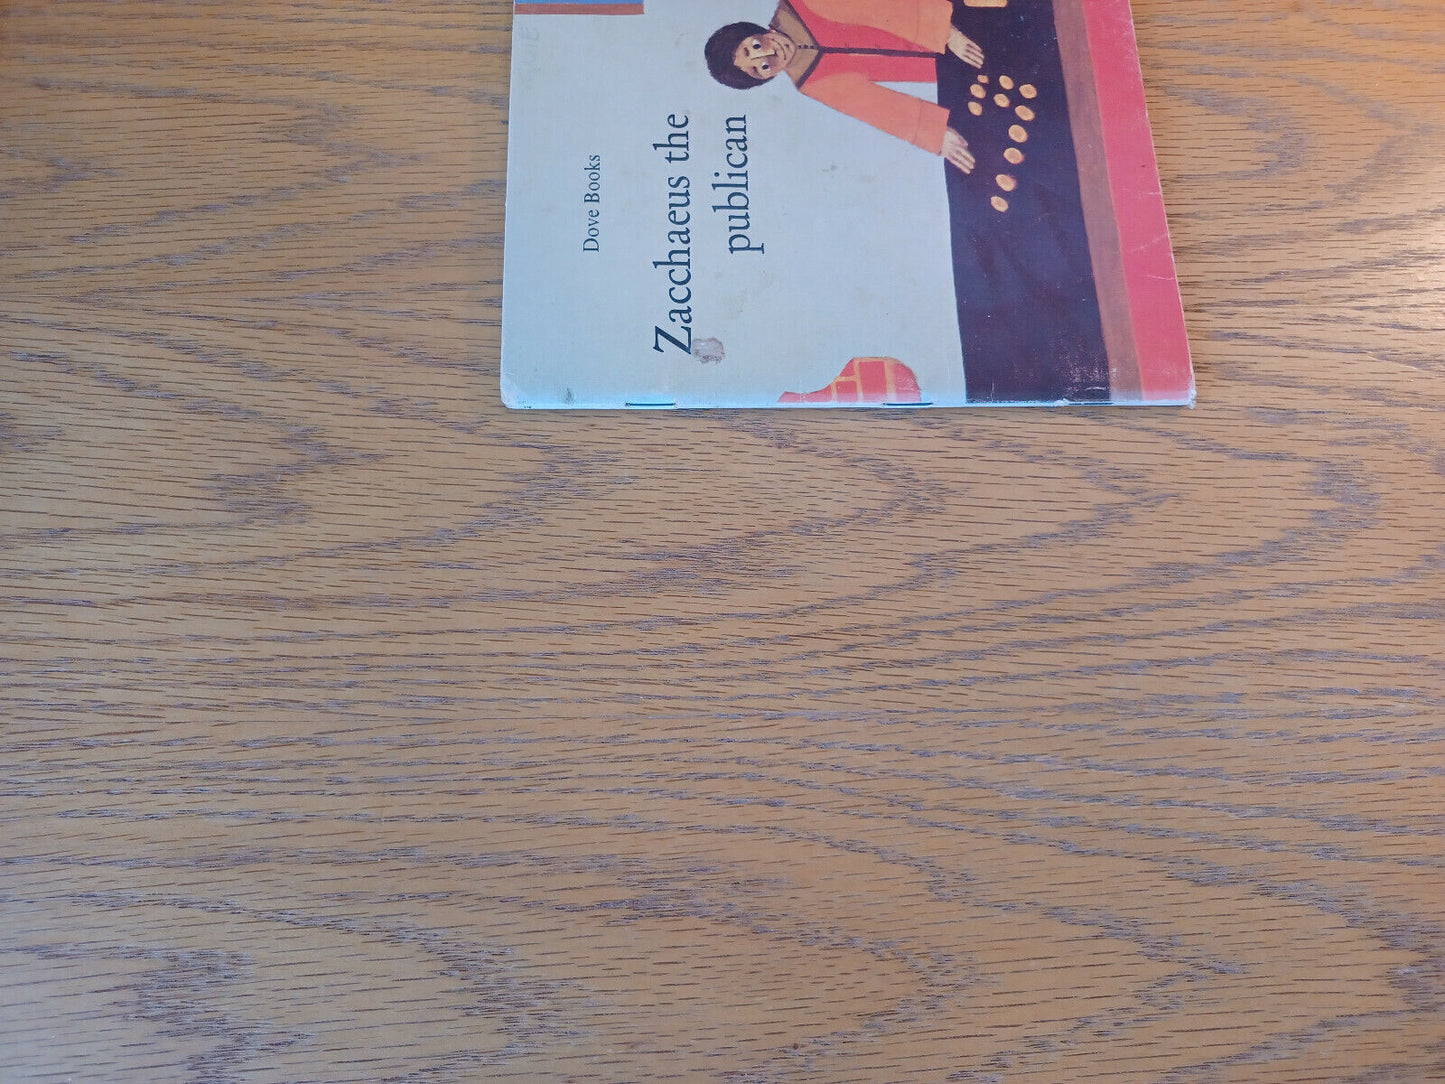 Dove Books
Zacchaeus the
publican